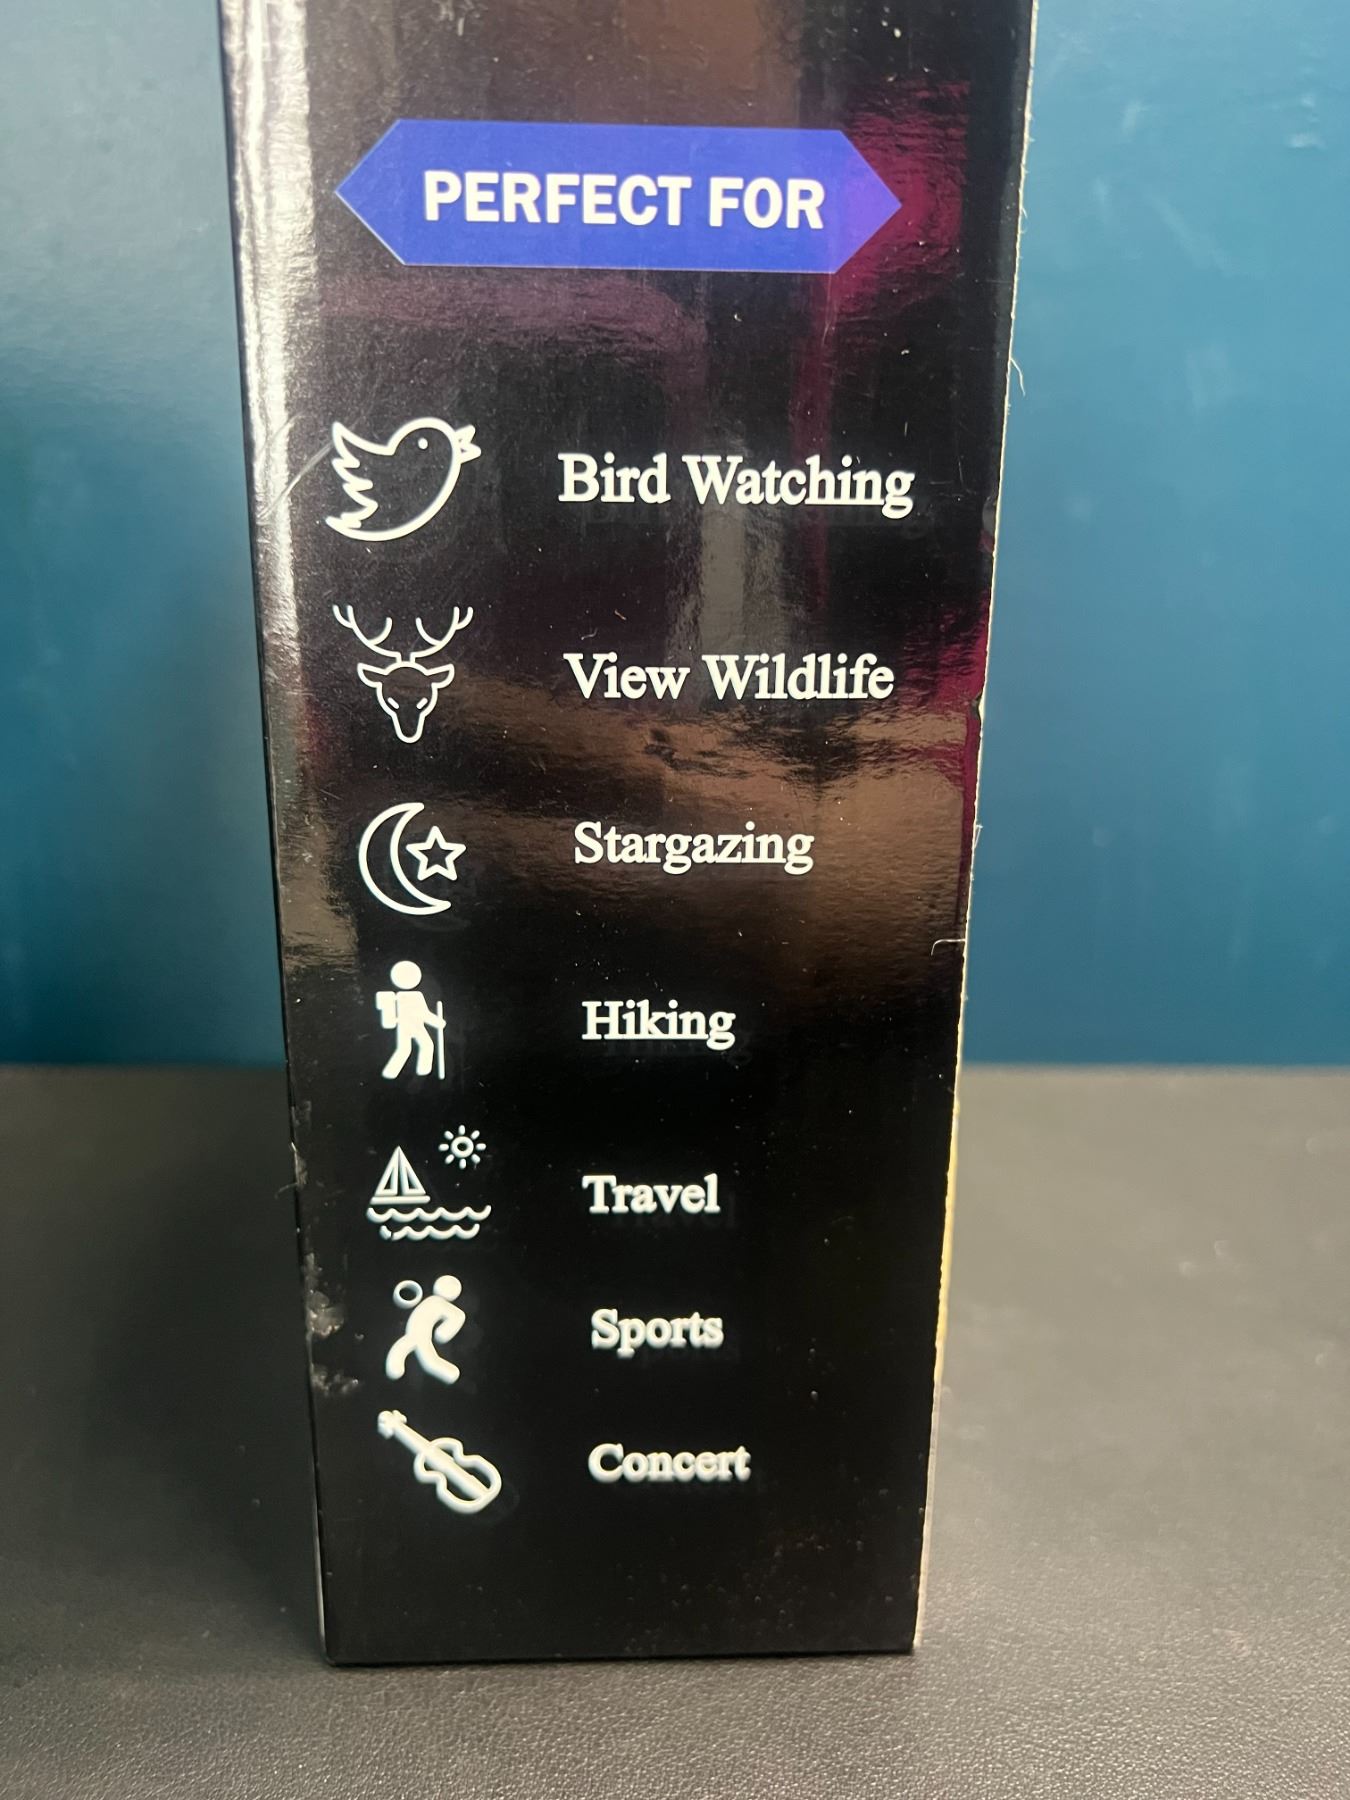 PERFECT FOR
Bird Watching
View Wildlife
Stargazing
Hiking
Travel
Sports
Concert